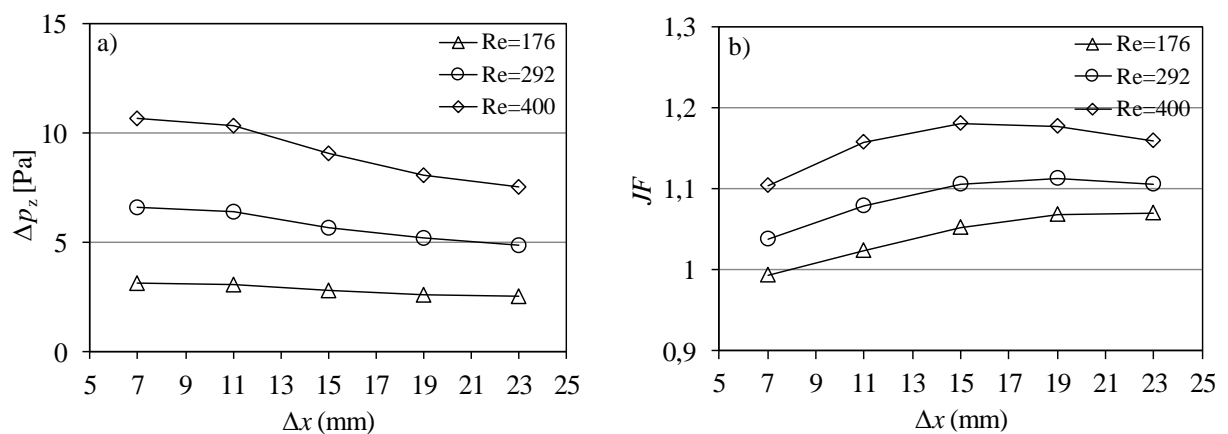 a)
Re=176
Re=292
Re=400
15
10
5
0
Δp_z [Pa]
5 7 9 11 13 15 17 19 21 23 25
Δx (mm)
b)
Re=176
Re=292
Re=400
1,3
1,2
1,1
1
0,9
JF
5 7 9 11 13 15 17 19 21 23 25
Δx (mm)